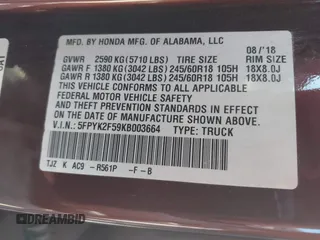 MFD. BY HONDA MFG. OF ALABAMA, LLC
08/'18
GVWR 2590 KG (5710 LBS) TIRE SIZE RIM SIZE
GAWR F 1380 KG (3042 LBS) 245/60R18 105H 18X8.0J
GAWR R 1380 KG (3042 LBS) 245/60R18 105H 18X8.0J
THIS VEHICLE CONFORMS TO ALL APPLICABLE
FEDERAL MOTOR VEHICLE SAFETY
AND THEFT PREVENTION STANDARDS IN EFFECT
ON THE DATE OF MANUFACTURE SHOWN ABOVE.
V.I.N: 5FPYK2F59KB003664 TYPE: TRUCK
TJZ K AC9 -R561P -F-B
DREAMBID